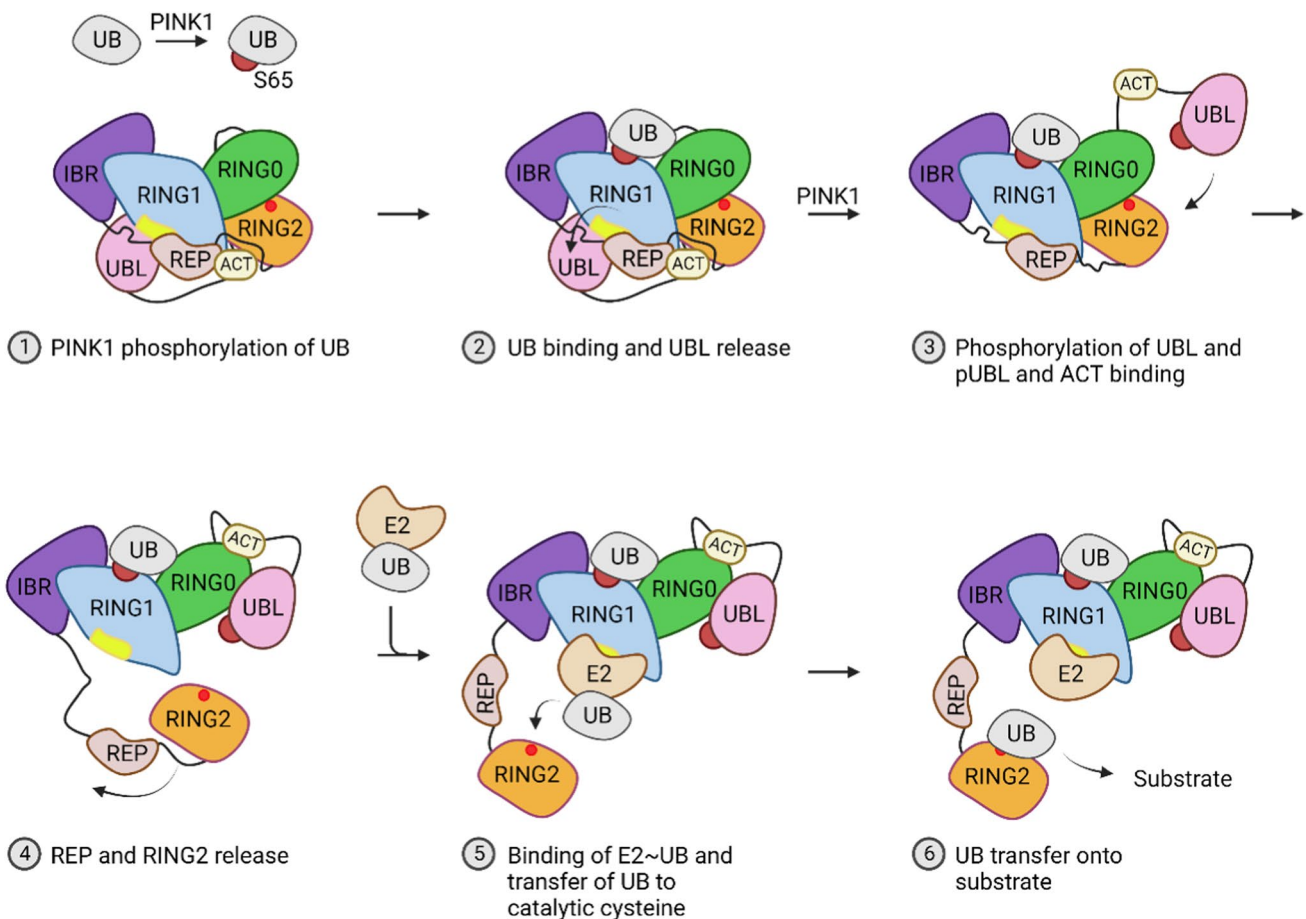 UB
PINK1
UB
S65
IBR
RING1
RING0
RING2
UBL
REP
ACT
1 PINK1 phosphorylation of UB
UB
IBR
RING1
RING0
RING2
UBL
REP
ACT
2 UB binding and UBL release
PINK1
ACT
UBL
UB
IBR
RING1
RING0
RING2
REP
3 Phosphorylation of UBL and
pUBL and ACT binding
ACT
UB
IBR
RING1
RING0
UBL
RING2
REP
4 REP and RING2 release
E2
UB
ACT
UB
IBR
RING1
RING0
UBL
E2
REP
UB
RING2
5 Binding of E2~UB and
transfer of UB to
catalytic cysteine
ACT
UB
IBR
RING1
RING0
UBL
E2
REP
UB
RING2
Substrate
6 UB transfer onto
substrate